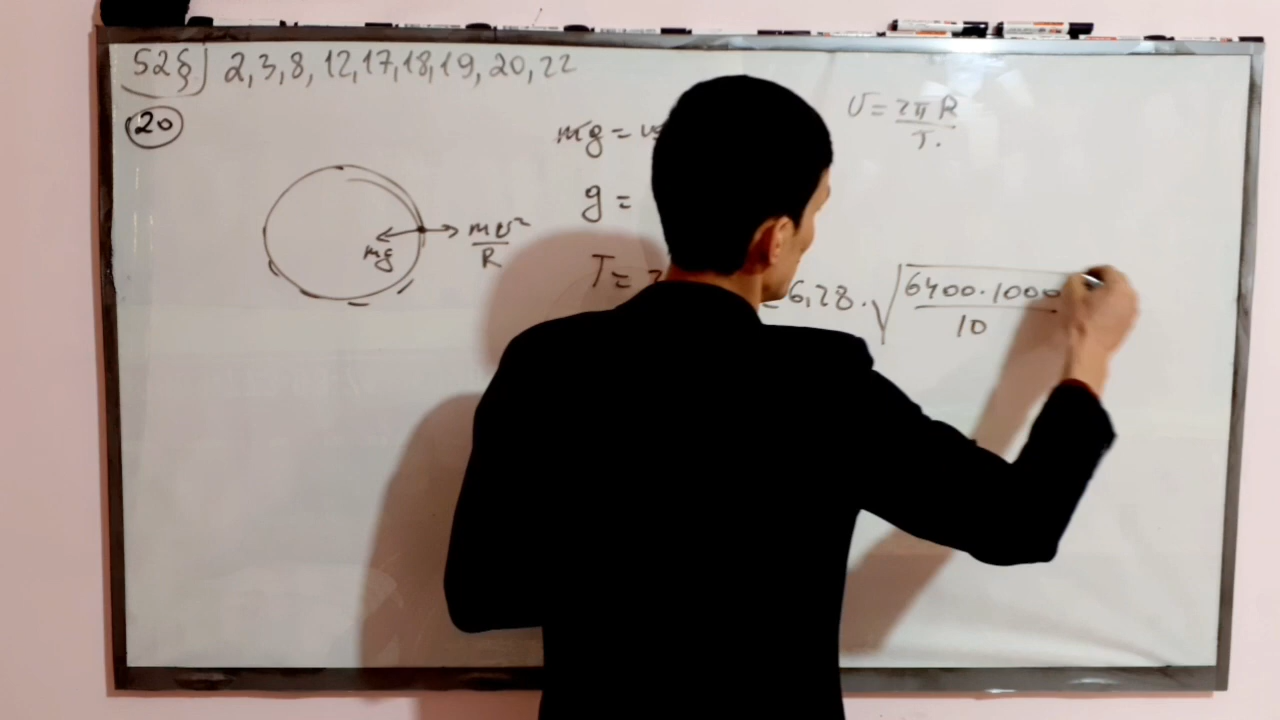 52§) 2, 3, 8, 12, 17, 18, 19, 20, 22
20
mg =
υ = 2πR
T.
g =
mg
mυ²
R
T =
6,28 · √ 6400 · 1000
10